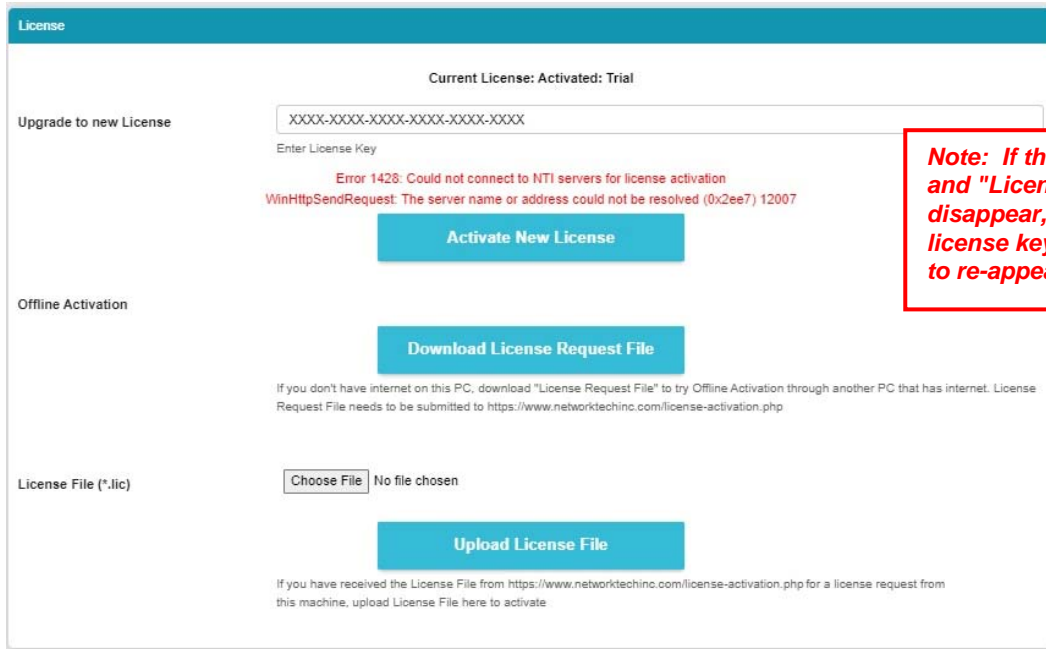 License
Current License: Activated: Trial
Upgrade to new License
XXXX-XXXX-XXXX-XXXX-XXXX-XXXX
Enter License Key
Error 1428: Could not connect to NTI servers for license activation
WinHttpSendRequest: The server name or address could not be resolved (0x2ee7) 12007
Activate New License
Note: If th
and "Licen
disappear,
license key
to re-appea
Offline Activation
Download License Request File
If you don't have internet on this PC, download "License Request File" to try Offline Activation through another PC that has internet. License
Request File needs to be submitted to https://www.networktechinc.com/license-activation.php
License File (*.lic)
Choose File No file chosen
Upload License File
If you have received the License File from https://www.networktechinc.com/license-activation.php for a license request from
this machine, upload License File here to activate